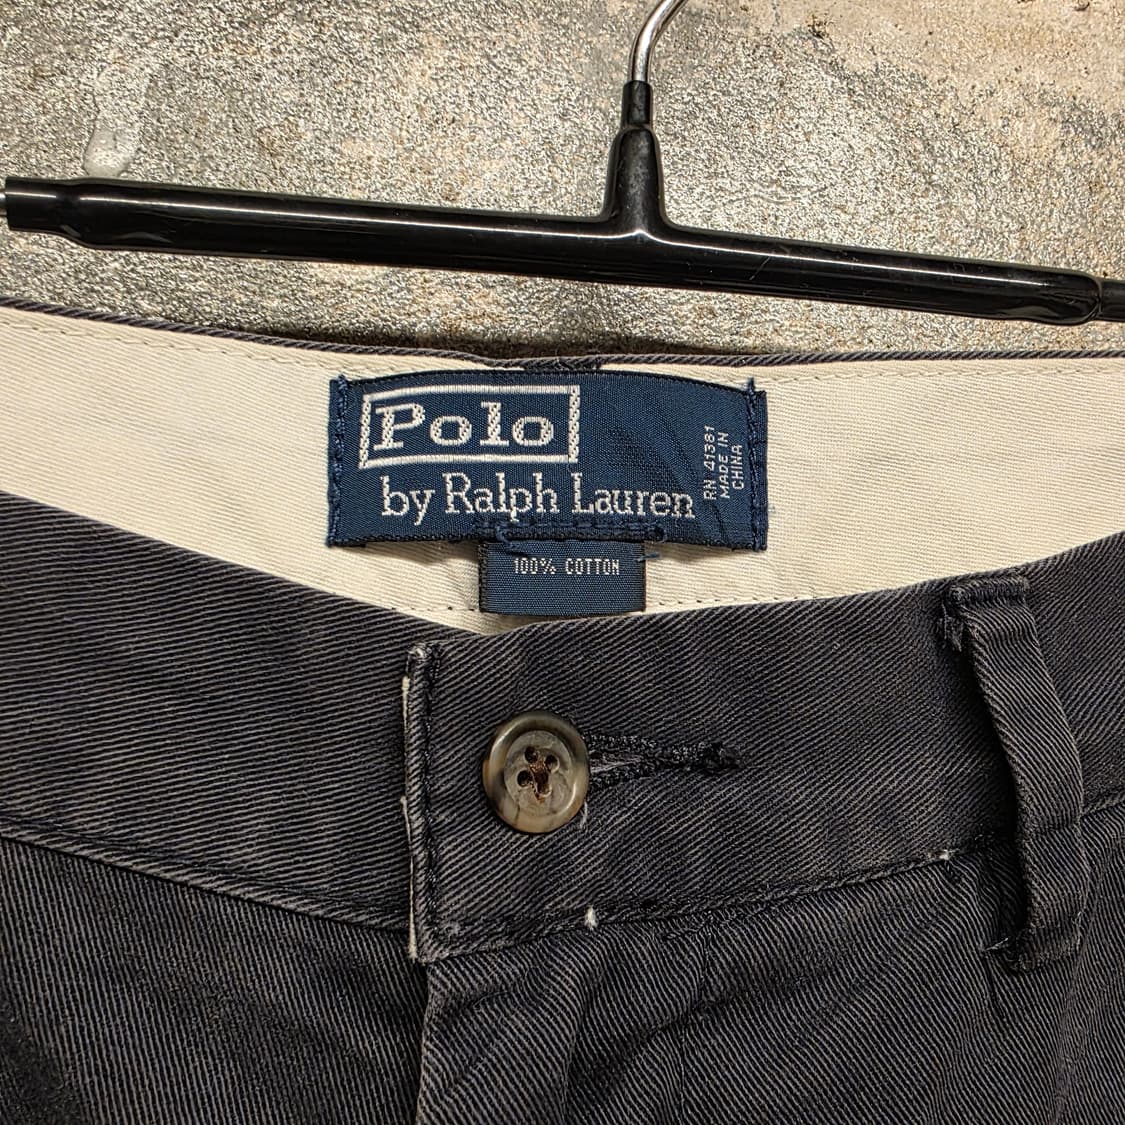 Polo
by Ralph Lauren
RN 41381
MADE IN
CHINA
100% COTTON